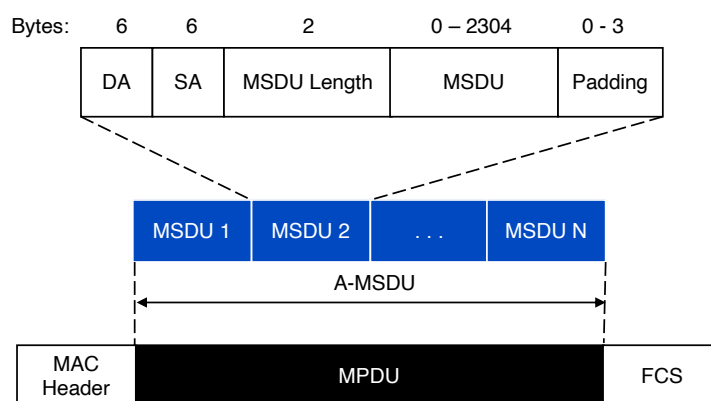 Bytes: 6 6 2 0 – 2304 0 - 3
DA SA MSDU Length MSDU Padding
MSDU 1 MSDU 2 . . . MSDU N
A-MSDU
MAC
Header MPDU FCS